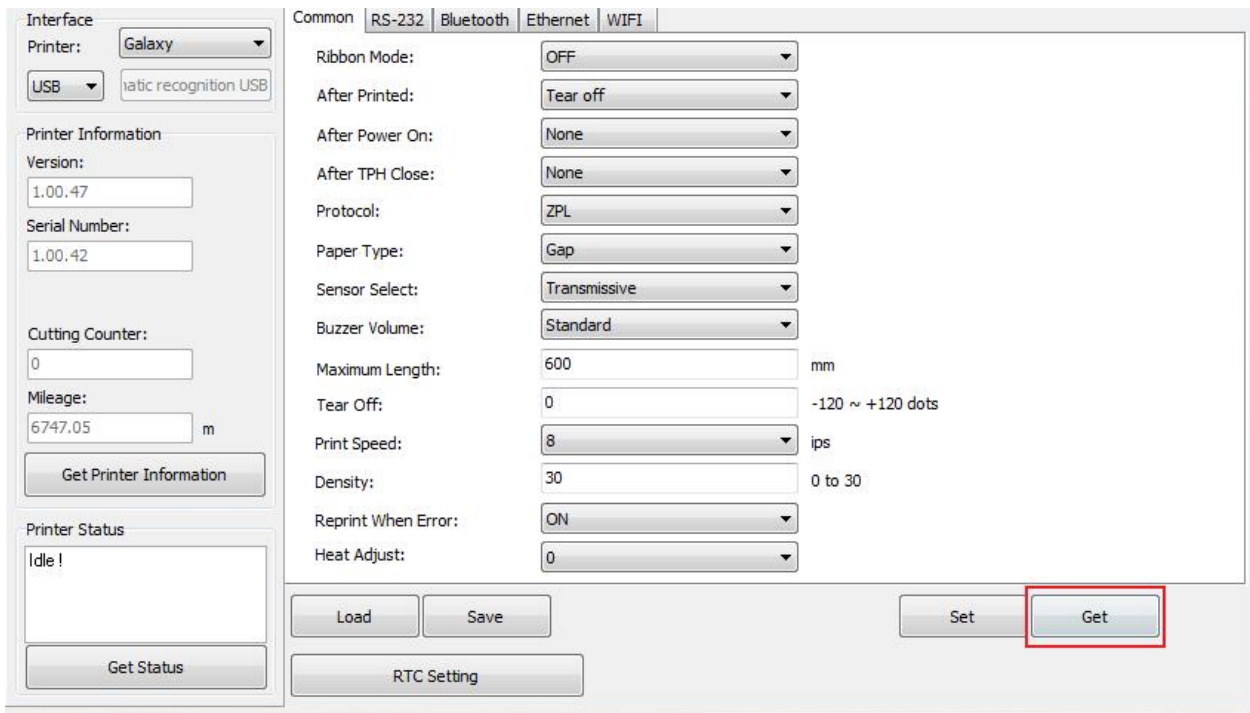 Interface
Printer: Galaxy
USB natic recognition USB
Printer Information
Version:
1.00.47
Serial Number:
1.00.42
Cutting Counter:
0
Mileage:
6747.05 m
Get Printer Information
Printer Status
Idle !
Get Status
Common RS-232 Bluetooth Ethernet WIFI
Ribbon Mode: OFF
After Printed: Tear off
After Power On: None
After TPH Close: None
Protocol: ZPL
Paper Type: Gap
Sensor Select: Transmissive
Buzzer Volume: Standard
Maximum Length: 600 mm
Tear Off: 0 -120 ~ +120 dots
Print Speed: 8 ips
Density: 30 0 to 30
Reprint When Error: ON
Heat Adjust: 0
Load Save Set Get
RTC Setting